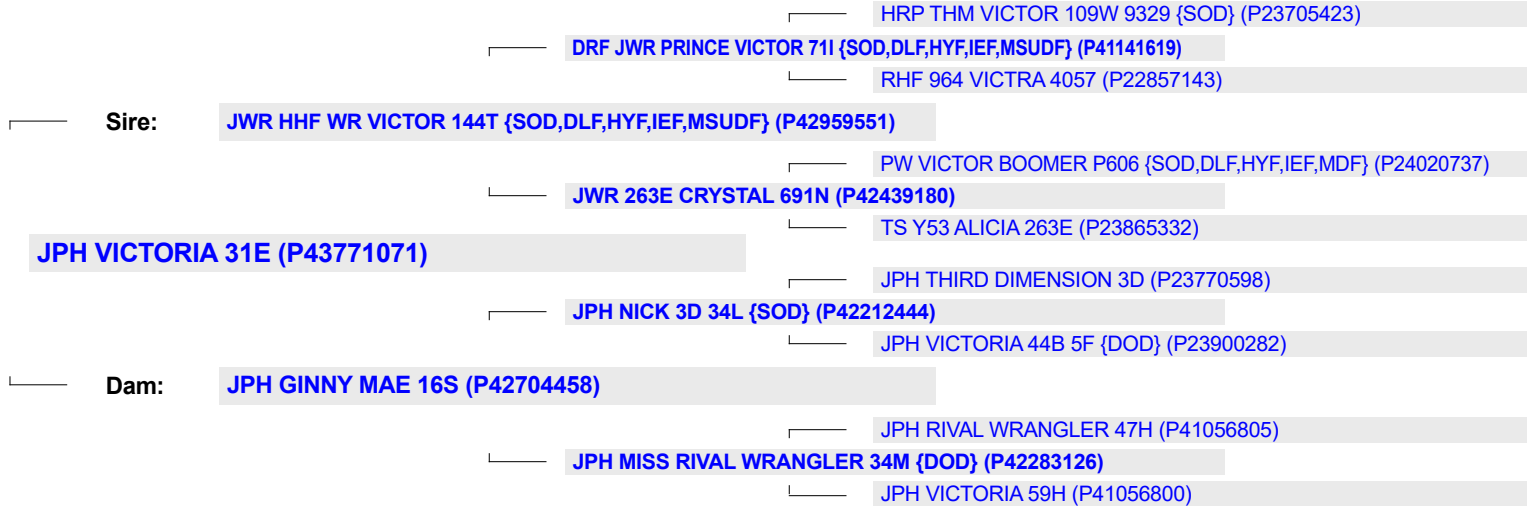 HRP THM VICTOR 109W 9329 {SOD} (P23705423)
DRF JWR PRINCE VICTOR 71I {SOD,DLF,HYF,IEF,MSUDF} (P41141619)
RHF 964 VICTRA 4057 (P22857143)
Sire: JWR HHF WR VICTOR 144T {SOD,DLF,HYF,IEF,MSUDF} (P42959551)
PW VICTOR BOOMER P606 {SOD,DLF,HYF,IEF,MDF} (P24020737)
JWR 263E CRYSTAL 691N (P42439180)
TS Y53 ALICIA 263E (P23865332)
JPH VICTORIA 31E (P43771071)
JPH THIRD DIMENSION 3D (P23770598)
JPH NICK 3D 34L {SOD} (P42212444)
JPH VICTORIA 44B 5F {DOD} (P23900282)
Dam: JPH GINNY MAE 16S (P42704458)
JPH RIVAL WRANGLER 47H (P41056805)
JPH MISS RIVAL WRANGLER 34M {DOD} (P42283126)
JPH VICTORIA 59H (P41056800)